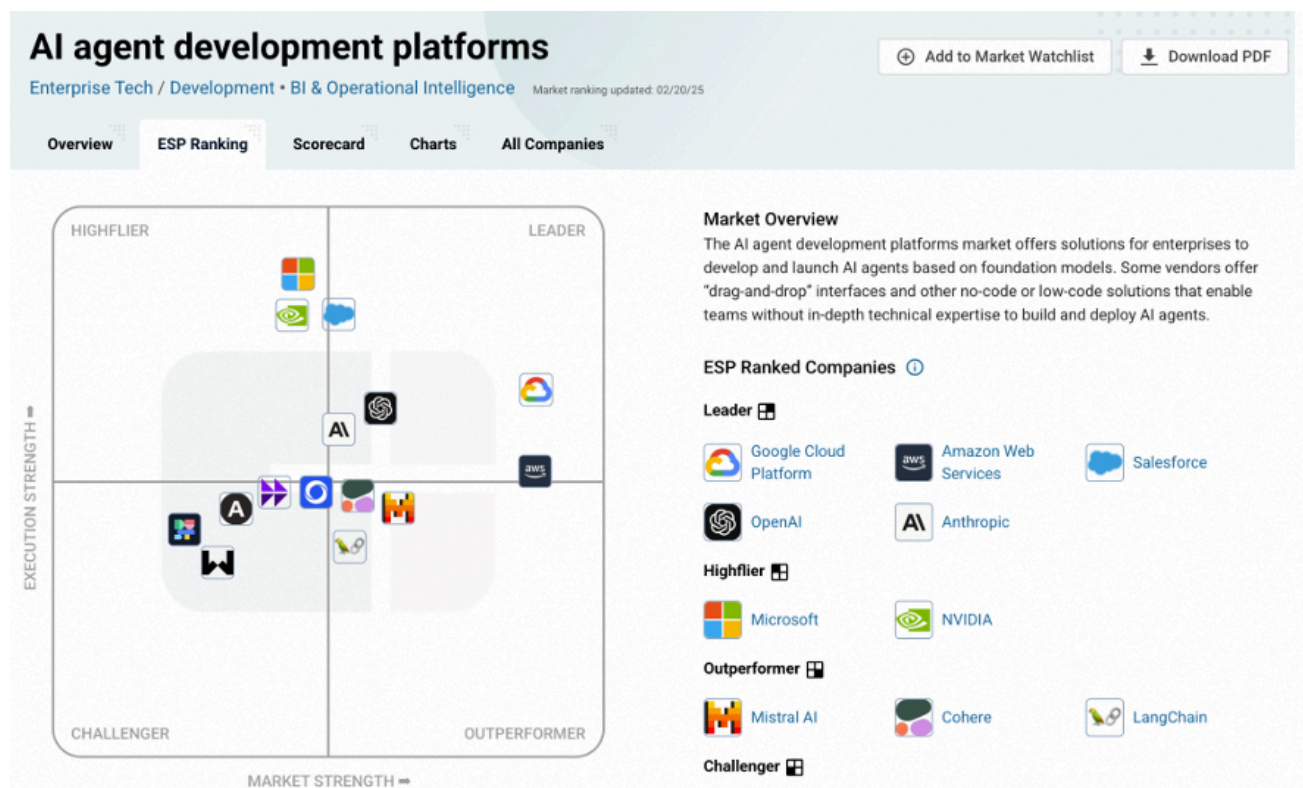 AI agent development platforms
Add to Market Watchlist
Download PDF
Enterprise Tech / Development • BI & Operational Intelligence
Market ranking updated: 02/20/25
Overview
ESP Ranking
Scorecard
Charts
All Companies
HIGHFLIER
LEADER
aws
A
CHALLENGER
OUTPERFORMER
EXECUTION STRENGTH ➡
MARKET STRENGTH ➡
Market Overview
The AI agent development platforms market offers solutions for enterprises to
develop and launch AI agents based on foundation models. Some vendors offer
“drag-and-drop” interfaces and other no-code or low-code solutions that enable
teams without in-depth technical expertise to build and deploy AI agents.
ESP Ranked Companies
Leader
Google Cloud
Platform
aws
Amazon Web
Services
Salesforce
OpenAI
Anthropic
Highflier
Microsoft
NVIDIA
Outperformer
Mistral AI
Cohere
LangChain
Challenger